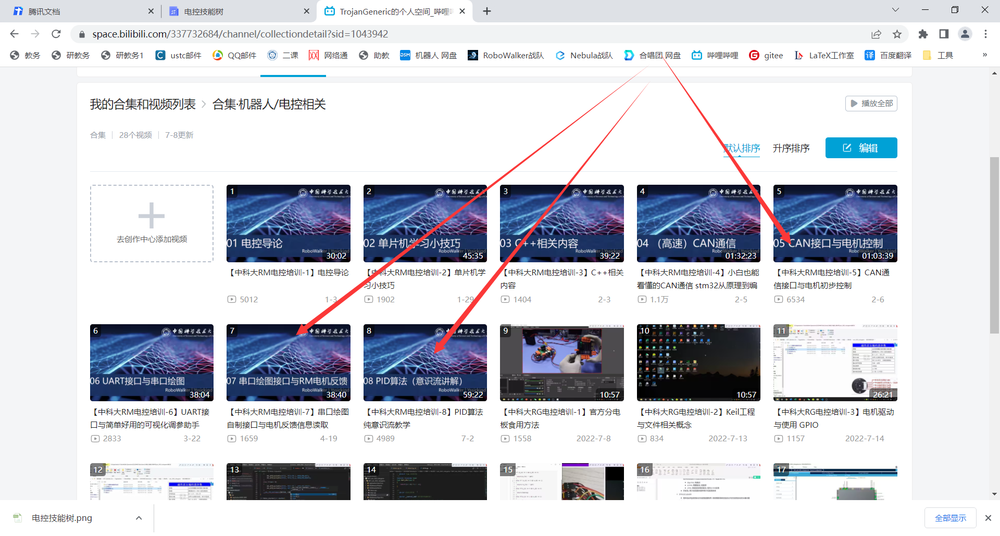 腾讯文档
电控技能树
TrojanGeneric的个人空间_哔哩哔
space.bilibili.com/337732684/channel/collectiondetail?sid=1043942
教务
研教务
研教务1
ustc邮件
QQ邮件
二课
网络通
助教
DSM
机器人 网盘
RoboWalker战队
Nebula战队
合唱团 网盘
哔哩哔哩
gitee
LaTeX工作室
译
百度翻译
工具
»
我的合集和视频列表 > 合集·机器人/电控相关
播放全部
合集
28个视频
7-8更新
默认排序
升序排序
编辑
去创作中心添加视频
1
01 电控导论
RoboWalker | Yssickjgd
30:02
【中科大RM电控培训-1】电控导论
5012
1-3
2
02 单片机学习小技巧
RoboWalker | Yssickjgd
45:35
【中科大RM电控培训-2】单片机学
习小技巧
1902
1-29
3
03 C++相关内容
RoboWalker | Yssickjgd
39:22
【中科大RM电控培训-3】C++相关
内容
1404
2-3
4
04 （高速）CAN通信
RoboWalker | Yssickjgd
01:32:23
【中科大RM电控培训-4】小白也能
看懂的CAN通信 stm32从原理到编
1.1万
2-5
5
05 CAN接口与电机控制
RoboWalker | Yssickjgd
01:03:39
【中科大RM电控培训-5】CAN通
信接口与电机初步控制
6534
2-6
6
06 UART接口与串口绘图
RoboWalker | Yssickjgd
38:04
【中科大RM电控培训-6】UART接
口与简单好用的可视化调参助手
2833
3-22
7
07 串口绘图接口与RM电机反馈
RoboWalker | Yssickjgd
38:40
【中科大RM电控培训-7】串口绘图
自制接口与电机反馈信息读取
1659
4-19
8
08 PID算法（意识流讲解）
RoboWalker | Yssickjgd
59:22
【中科大RM电控培训-8】PID算法
纯意识流教学
4989
7-2
9
10:57
【中科大RG电控培训-1】官方分电
板食用方法
1558
2022-7-8
10
10:57
【中科大RG电控培训-2】Keil工程
与文件相关概念
834
2022-7-13
11
26:21
【中科大RG电控培训-3】电机驱动
与使用 GPIO
1157
2022-7-14
12
13
14
15
16
17
电控技能树.png
全部显示